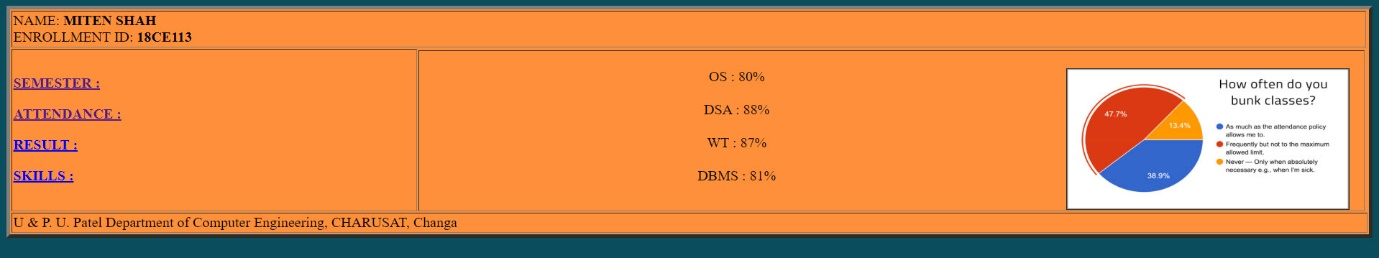 NAME: MITEN SHAH
ENROLLMENT ID: 18CE113
SEMESTER :
ATTENDANCE :
RESULT :
SKILLS :
OS : 80%
DSA : 88%
WT : 87%
DBMS : 81%
How often do you
bunk classes?
47.7%
13.4%
38.9%
As much as the attendance policy
allows me to.
Frequently but not to the maximum
allowed limit.
Never — Only when absolutely
necessary e.g., when I'm sick.
U & P. U. Patel Department of Computer Engineering, CHARUSAT, Changa